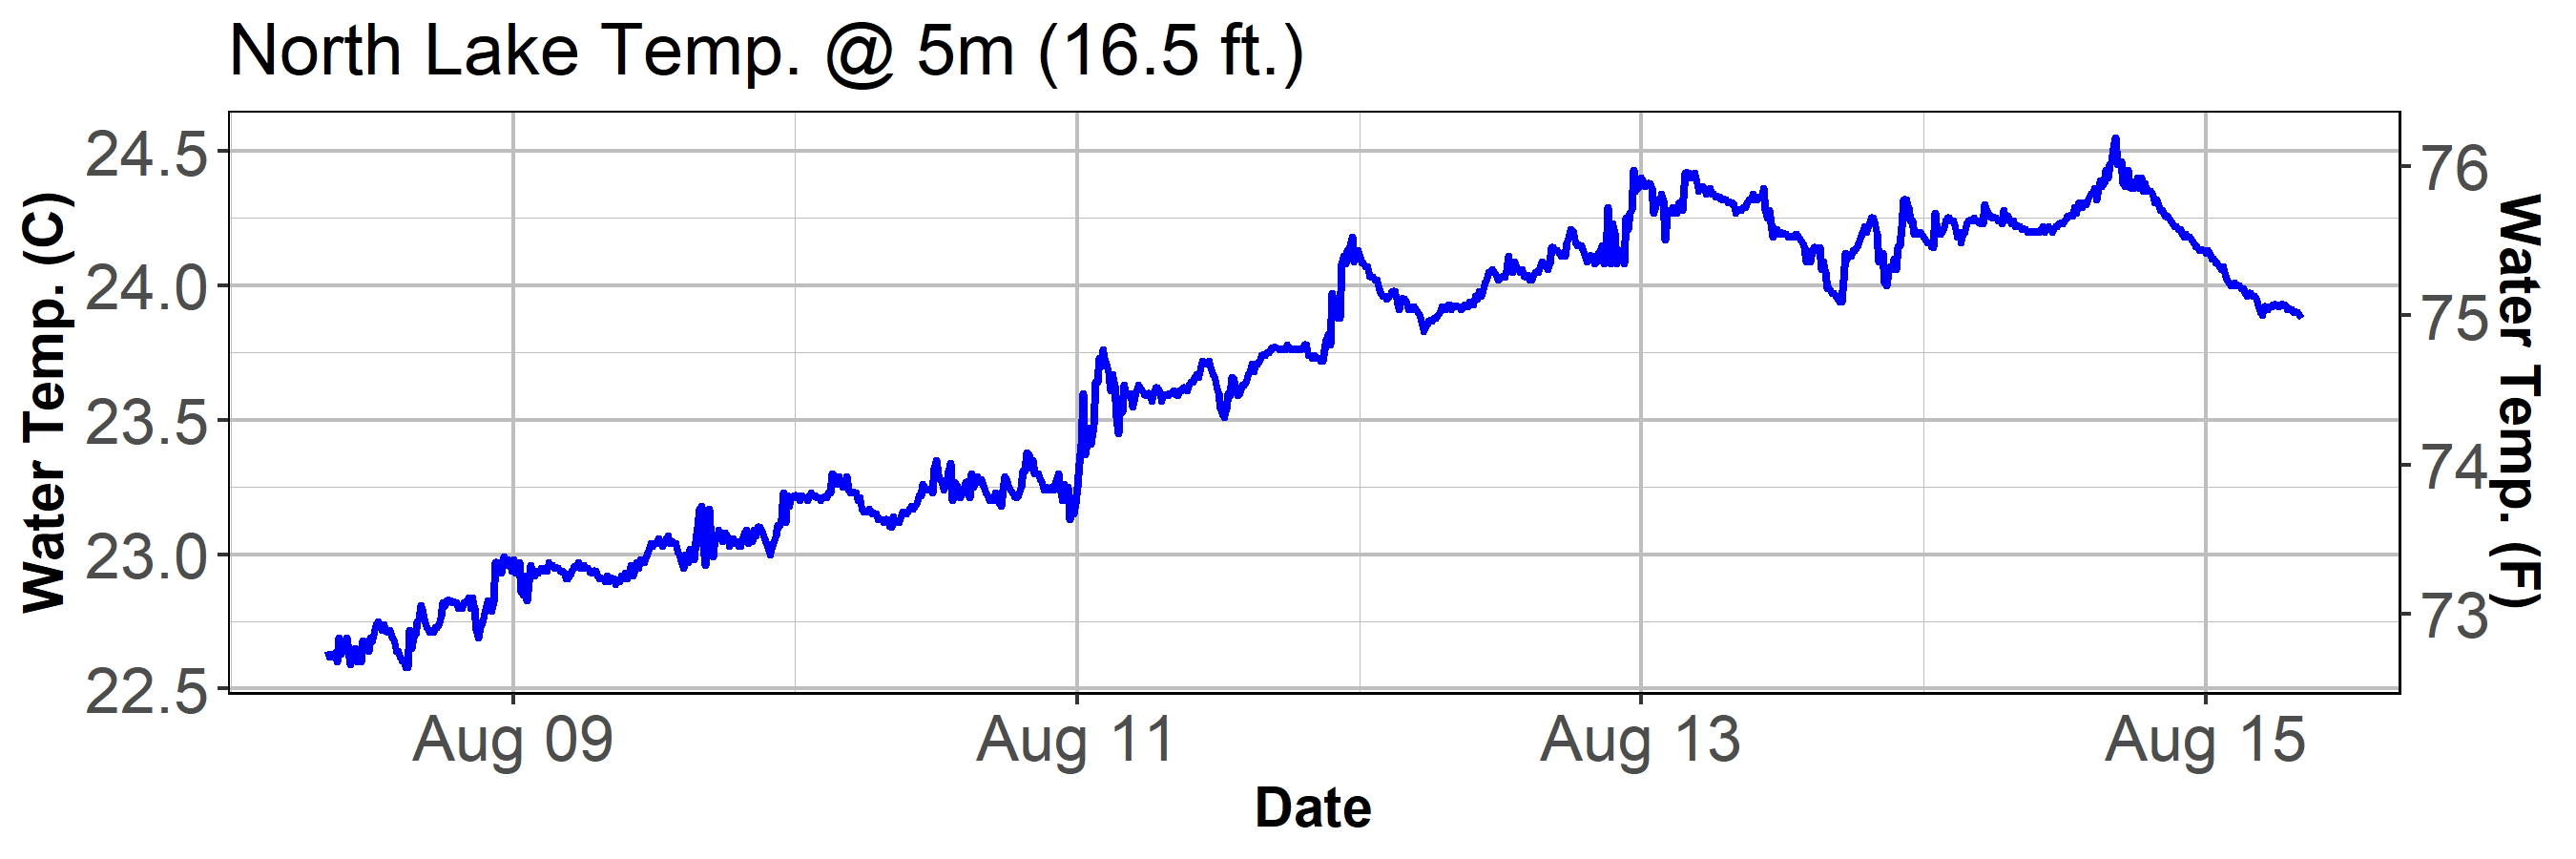 North Lake Temp. @ 5m (16.5 ft.)
Water Temp. (C)
24.5
24.0
23.5
23.0
22.5
76
75
74
73
Water Temp. (F)
Aug 09
Aug 11
Aug 13
Aug 15
Date